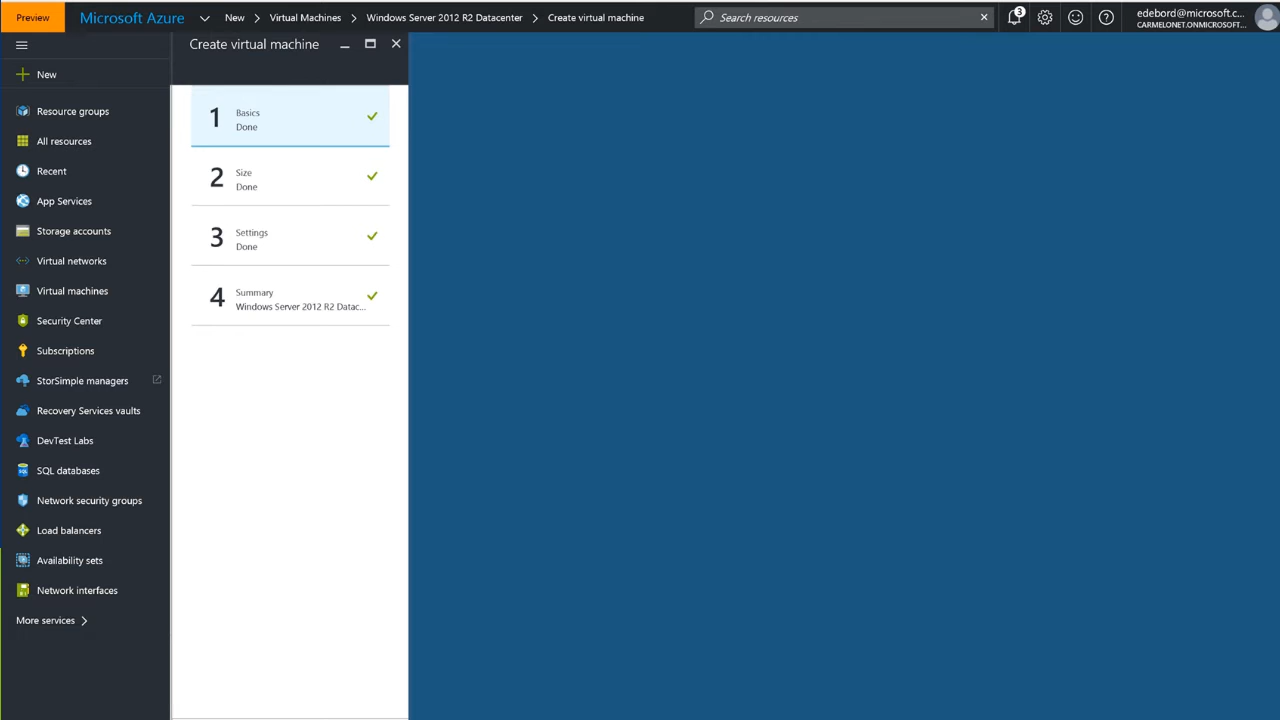 Preview
Microsoft Azure
New
Virtual Machines
Windows Server 2012 R2 Datacenter
Create virtual machine
Search resources
3
edebord@microsoft.c...
CARMELONET.ONMICROSOFT...
New
Resource groups
All resources
Recent
App Services
Storage accounts
Virtual networks
Virtual machines
Security Center
Subscriptions
StorSimple managers
Recovery Services vaults
DevTest Labs
SQL databases
Network security groups
Load balancers
Availability sets
Network interfaces
More services
Create virtual machine
1
Basics
Done
2
Size
Done
3
Settings
Done
4
Summary
Windows Server 2012 R2 Datac...